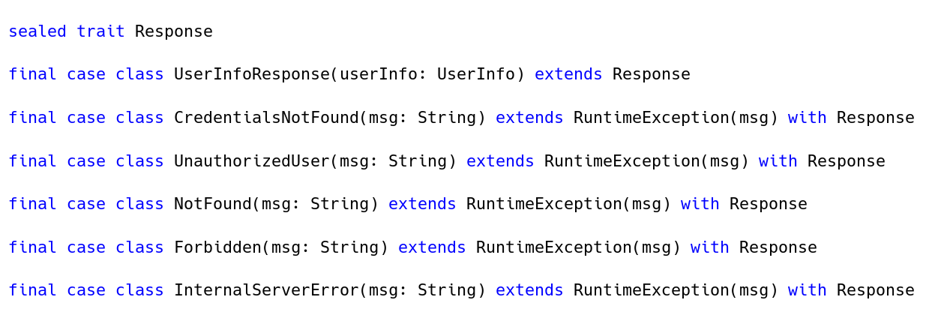 sealed trait Response
final case class UserInfoResponse(userInfo: UserInfo) extends Response
final case class CredentialsNotFound(msg: String) extends RuntimeException(msg) with Response
final case class UnauthorizedUser(msg: String) extends RuntimeException(msg) with Response
final case class NotFound(msg: String) extends RuntimeException(msg) with Response
final case class Forbidden(msg: String) extends RuntimeException(msg) with Response
final case class InternalServerError(msg: String) extends RuntimeException(msg) with Response